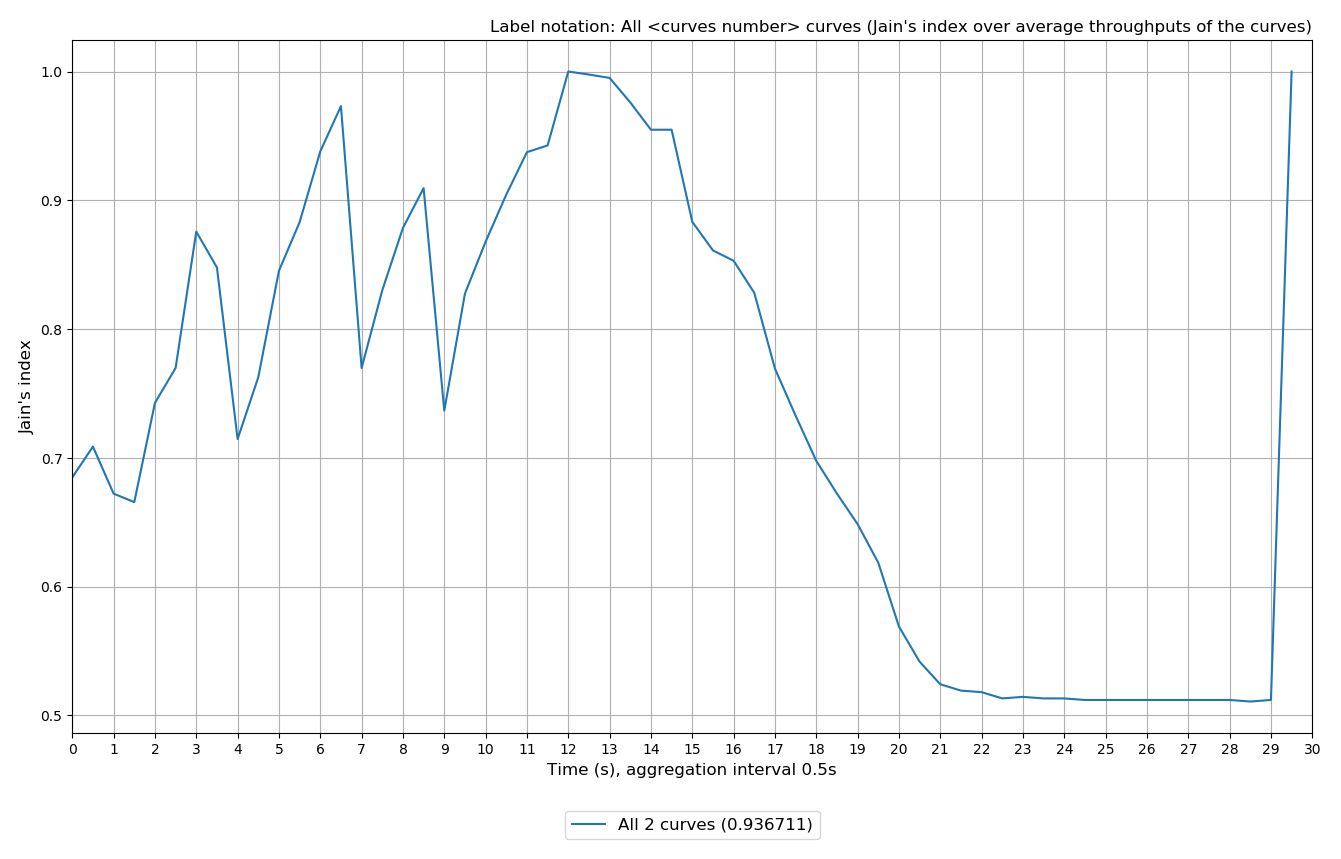 Label notation: All <curves number> curves (Jain's index over average throughputs of the curves)
1.0
0.9
0.8
0.7
0.6
0.5
Jain's index
0 1 2 3 4 5 6 7 8 9 10 11 12 13 14 15 16 17 18 19 20 21 22 23 24 25 26 27 28 29 30
Time (s), aggregation interval 0.5s
All 2 curves (0.936711)